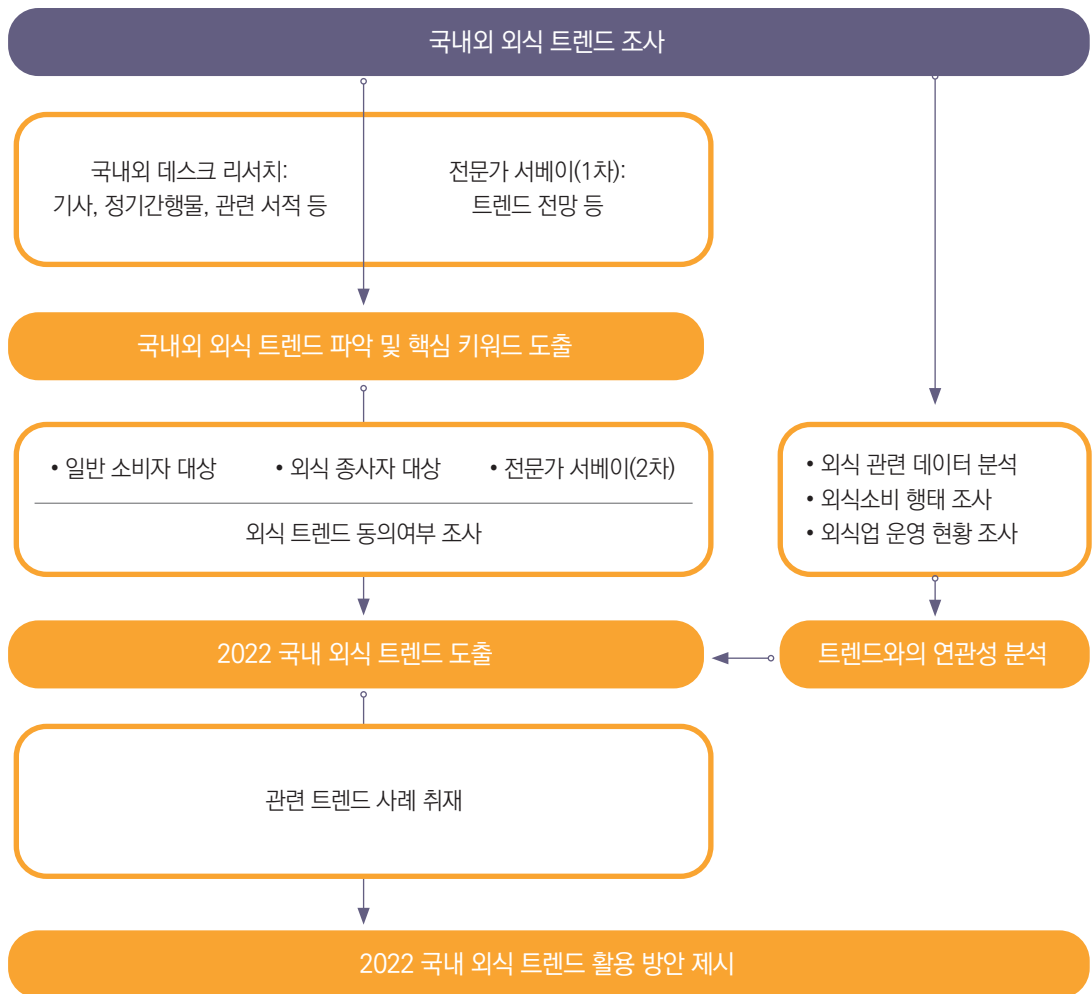 국내외 외식 트렌드 조사
국내외 데스크 리서치:
기사, 정기간행물, 관련 서적 등
전문가 서베이(1차):
트렌드 전망 등
국내외 외식 트렌드 파악 및 핵심 키워드 도출
• 일반 소비자 대상 • 외식 종사자 대상 • 전문가 서베이(2차)
외식 트렌드 동의여부 조사
• 외식 관련 데이터 분석
• 외식소비 행태 조사
• 외식업 운영 현황 조사
2022 국내 외식 트렌드 도출
트렌드와의 연관성 분석
관련 트렌드 사례 취재
2022 국내 외식 트렌드 활용 방안 제시